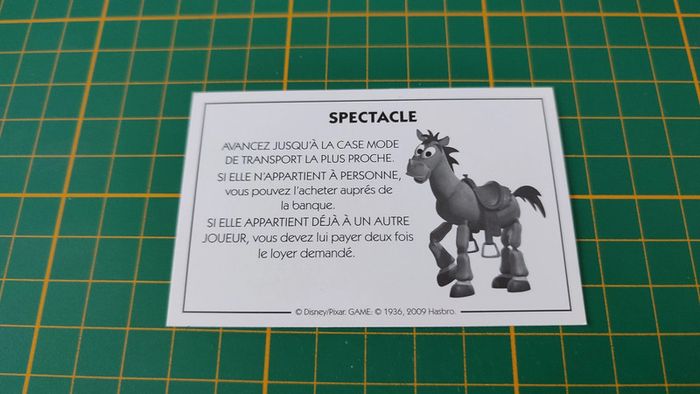 SPECTACLE
AVANCEZ JUSQU'À LA CASE MODE
DE TRANSPORT LA PLUS PROCHE.
SI ELLE N'APPARTIENT À PERSONNE,
vous pouvez l'acheter auprés de
la banque.
SI ELLE APPARTIENT DÉJÀ À UN AUTRE
JOUEUR, vous devez lui payer deux fois
le loyer demandé.
© Disney/Pixar. GAME: © 1936, 2009 Hasbro.